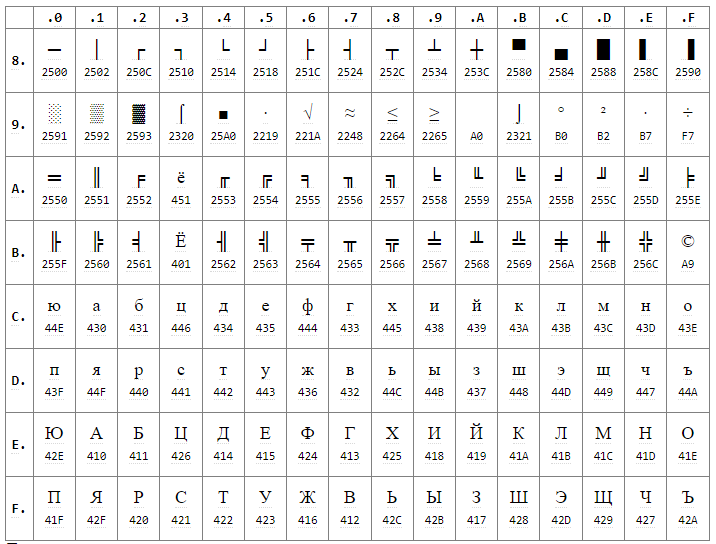 .0 .1 .2 .3 .4 .5 .6 .7 .8 .9 .A .B .C .D .E .F
8. ─ │ ┌ ┐ └ ┘ ├ ┤ ┬ ┴ ┼ ▀ ▄ █ ▌ ▐
2500 2502 250C 2510 2514 2518 251C 2524 252C 2534 253C 2580 2584 2588 258C 2590
9. ░ ▒ ▓ ⌠ ■ ∙ √ ≈ ≤ ≥ ⌡ ° ² · ÷
2591 2592 2593 2320 25A0 2219 221A 2248 2264 2265 A0 2321 B0 B2 B7 F7
A. ═ ║ ╒ ё ╓ ╔ ╕ ╖ ╗ ╘ ╙ ╚ ╛ ╜ ╝ ╞
2550 2551 2552 451 2553 2554 2555 2556 2557 2558 2559 255A 255B 255C 255D 255E
B. ╟ ╠ ╡ Ё ╢ ╣ ╤ ╥ ╦ ╧ ╨ ╩ ╪ ╫ ╬ ©
255F 2560 2561 401 2562 2563 2564 2565 2566 2567 2568 2569 256A 256B 256C A9
C. ю а б ц д е ф г х и й к л м н о
44E 430 431 446 434 435 444 433 445 438 439 43A 43B 43C 43D 43E
D. п я р с т у ж в ь ы з ш э щ ч ъ
43F 44F 440 441 442 443 436 432 44C 44B 437 448 44D 449 447 44A
E. Ю А Б Ц Д Е Ф Г Х И Й К Л М Н О
42E 410 411 426 414 415 424 413 425 418 419 41A 41B 41C 41D 41E
F. П Я Р С Т У Ж В Ь Ы З Ш Э Щ Ч Ъ
41F 42F 420 421 422 423 416 412 42C 42B 417 428 42D 429 427 42A